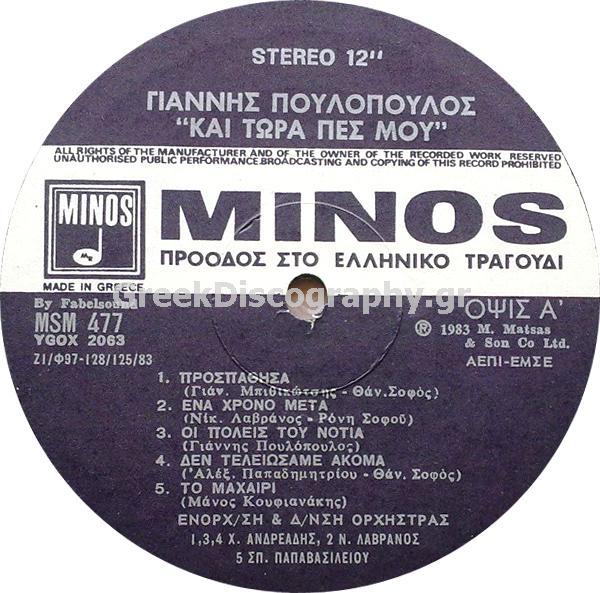 STEREO 12"
ΓΙΑΝΝΗΣ ΠΟΥΛΟΠΟΥΛΟΣ
"ΚΑΙ ΤΩΡΑ ΠΕΣ ΜΟΥ"
ALL RIGHTS OF THE MANUFACTURER AND OF THE OWNER OF THE RECORDED WORK RESERVED
UNAUTHORISED PUBLIC PERFORMANCE.BROADCASTING AND COPYING OF THIS RECORD PROHIBITED
MINOS
MINOS
ΠΡΟΟΔΟΣ ΣΤΟ ΕΛΛΗΝΙΚΟ ΤΡΑΓΟΥΔΙ
MADE IN GREECE
GreekDiscography.gr
By Fabelsound
MSM 477
YGOX 2063
ΖΙ/Φ97-128/125/83
ΟΨΙΣ Α'
℗ 1983 M. Matsas
& Son Co Ltd.
ΑΕΠΙ-ΕΜΣΕ
1. ΠΡΟΣΠΑΘΗΣΑ
(Γιάν. Μπιθικώτσης - Θάν.Σοφός)
2. ΕΝΑ ΧΡΟΝΟ ΜΕΤΑ
(Νίκ. Λαβράνος - Ρόνη Σοφοῦ)
3. ΟΙ ΠΟΛΕΙΣ ΤΟΥ ΝΟΤΙΑ
(Γιάννης Πουλόπουλος)
4. ΔΕΝ ΤΕΛΕΙΩΣΑΜΕ ΑΚΟΜΑ
('Αλέξ. Παπαδημητρίου - Θάν. Σοφός)
5. ΤΟ ΜΑΧΑΙΡΙ
(Μάνος Κουφιανάκης)
ΕΝΟΡΧ/ΣΗ & Δ/ΝΣΗ ΟΡΧΗΣΤΡΑΣ
1,3,4 Χ. ΑΝΔΡΕΑΔΗΣ, 2 Ν. ΛΑΒΡΑΝΟΣ
5 ΣΠ. ΠΑΠΑΒΑΣΙΛΕΙΟΥ